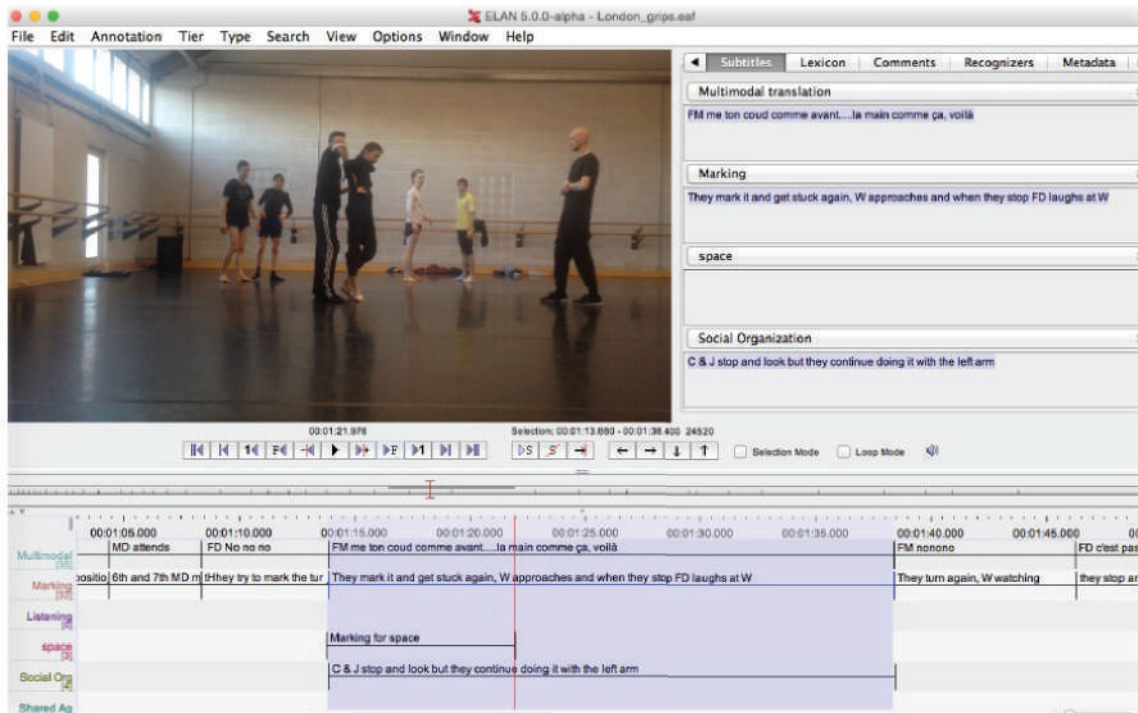 ELAN 5.0.0-alpha - London_grips.eaf
File Edit Annotation Tier Type Search View Options Window Help
Subtitles Lexicon Comments Recognizers Metadata
Multimodal translation
FM me ton coud comme avant....la main comme ça, voilà
Marking
They mark it and get stuck again, W approaches and when they stop FD laughs at W
space
Social Organization
C & J stop and look but they continue doing it with the left arm
00:01:21.976
Selection: 00:01:13.880 - 00:01:38.400 24520
Selection Mode Loop Mode
00:01:05.000 00:01:10.000 00:01:15.000 00:01:20.000 00:01:25.000 00:01:30.000 00:01:35.000 00:01:40.000 00:01:45.000
Multimodal MD attends FD No no no FM me ton coud comme avant....la main comme ça, voilà FM nonono FD c'est pas
Marking positio 6th and 7th MD m tHhey try to mark the tur They mark it and get stuck again, W approaches and when they stop FD laughs at W They turn again, W watching they stop an
Listening
space Marking for space
Social Org C & J stop and look but they continue doing it with the left arm
Shared Ag